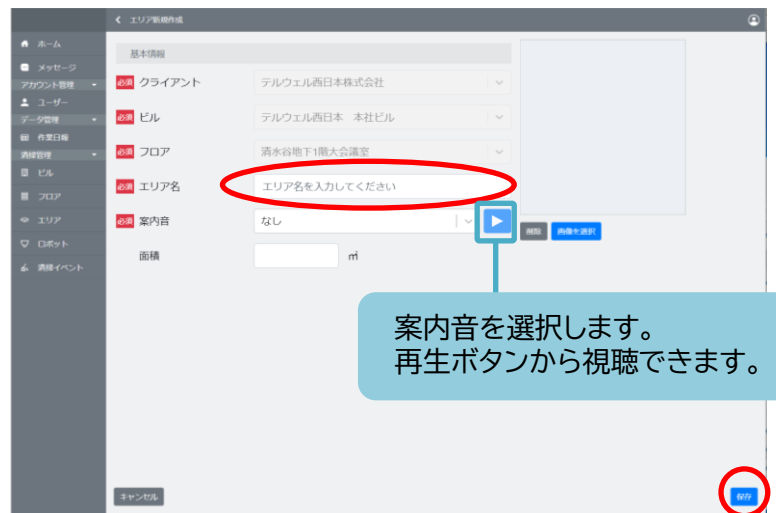 エリア新規作成
ホーム
メッセージ
アカウント管理
ユーザー
データ管理
作業日報
清掃管理
ビル
フロア
エリア
ロボット
清掃イベント
基本情報
必須 クライアント テルウェル西日本株式会社
必須 ビル テルウェル西日本 本社ビル
必須 フロア 清水谷地下1階大会議室
必須 エリア名 エリア名を入力してください
必須 案内音 なし
削除 画像を選択
面積 ㎡
案内音を選択します。
再生ボタンから視聴できます。
キャンセル
保存